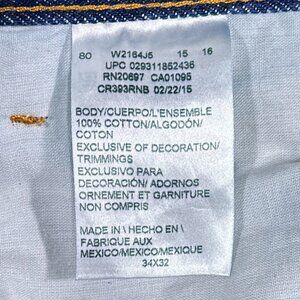 80 W2164J5 15 16
UPC 029311852436
RN20697 CA01095
CR393RNB 02/22/15
BODY/CUERPO/L'ENSEMBLE
100% COTTON/ALGODÓN/
COTON
EXCLUSIVE OF DECORATION/
TRIMMINGS
EXCLUSIVO PARA
DECORACIÓN/ ADORNOS
ORNEMENT ET GARNITURE
NON COMPRIS
MADE IN \ HECHO EN \
FABRIQUE AUX
MEXICO/MEXICO/MEXIQUE
34X32